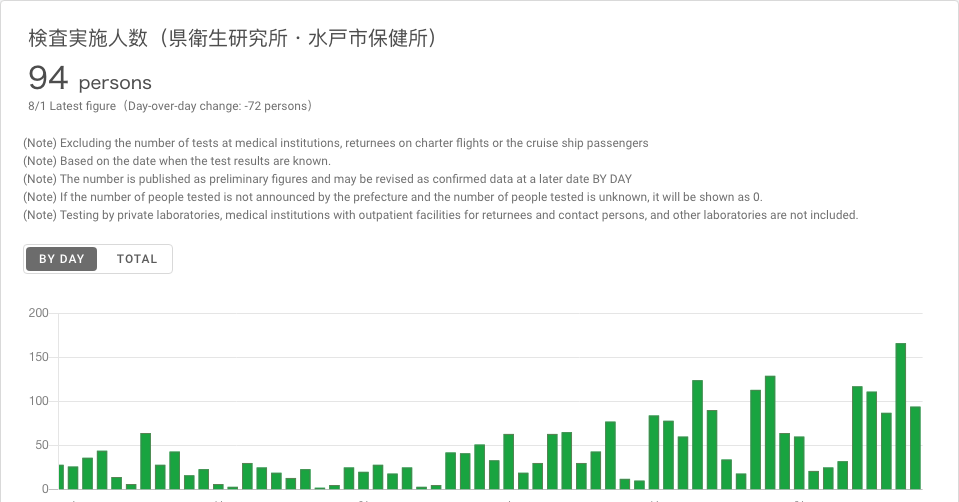 検査実施人数（県衛生研究所・水戸市保健所）
94 persons
8/1 Latest figure（Day-over-day change: -72 persons）
(Note) Excluding the number of tests at medical institutions, returnees on charter flights or the cruise ship passengers
(Note) Based on the date when the test results are known.
(Note) The number is published as preliminary figures and may be revised as confirmed data at a later date BY DAY
(Note) If the number of people tested is not announced by the prefecture and the number of people tested is unknown, it will be shown as 0.
(Note) Testing by private laboratories, medical institutions with outpatient facilities for returnees and contact persons, and other laboratories are not included.
BY DAY TOTAL
200
150
100
50
0